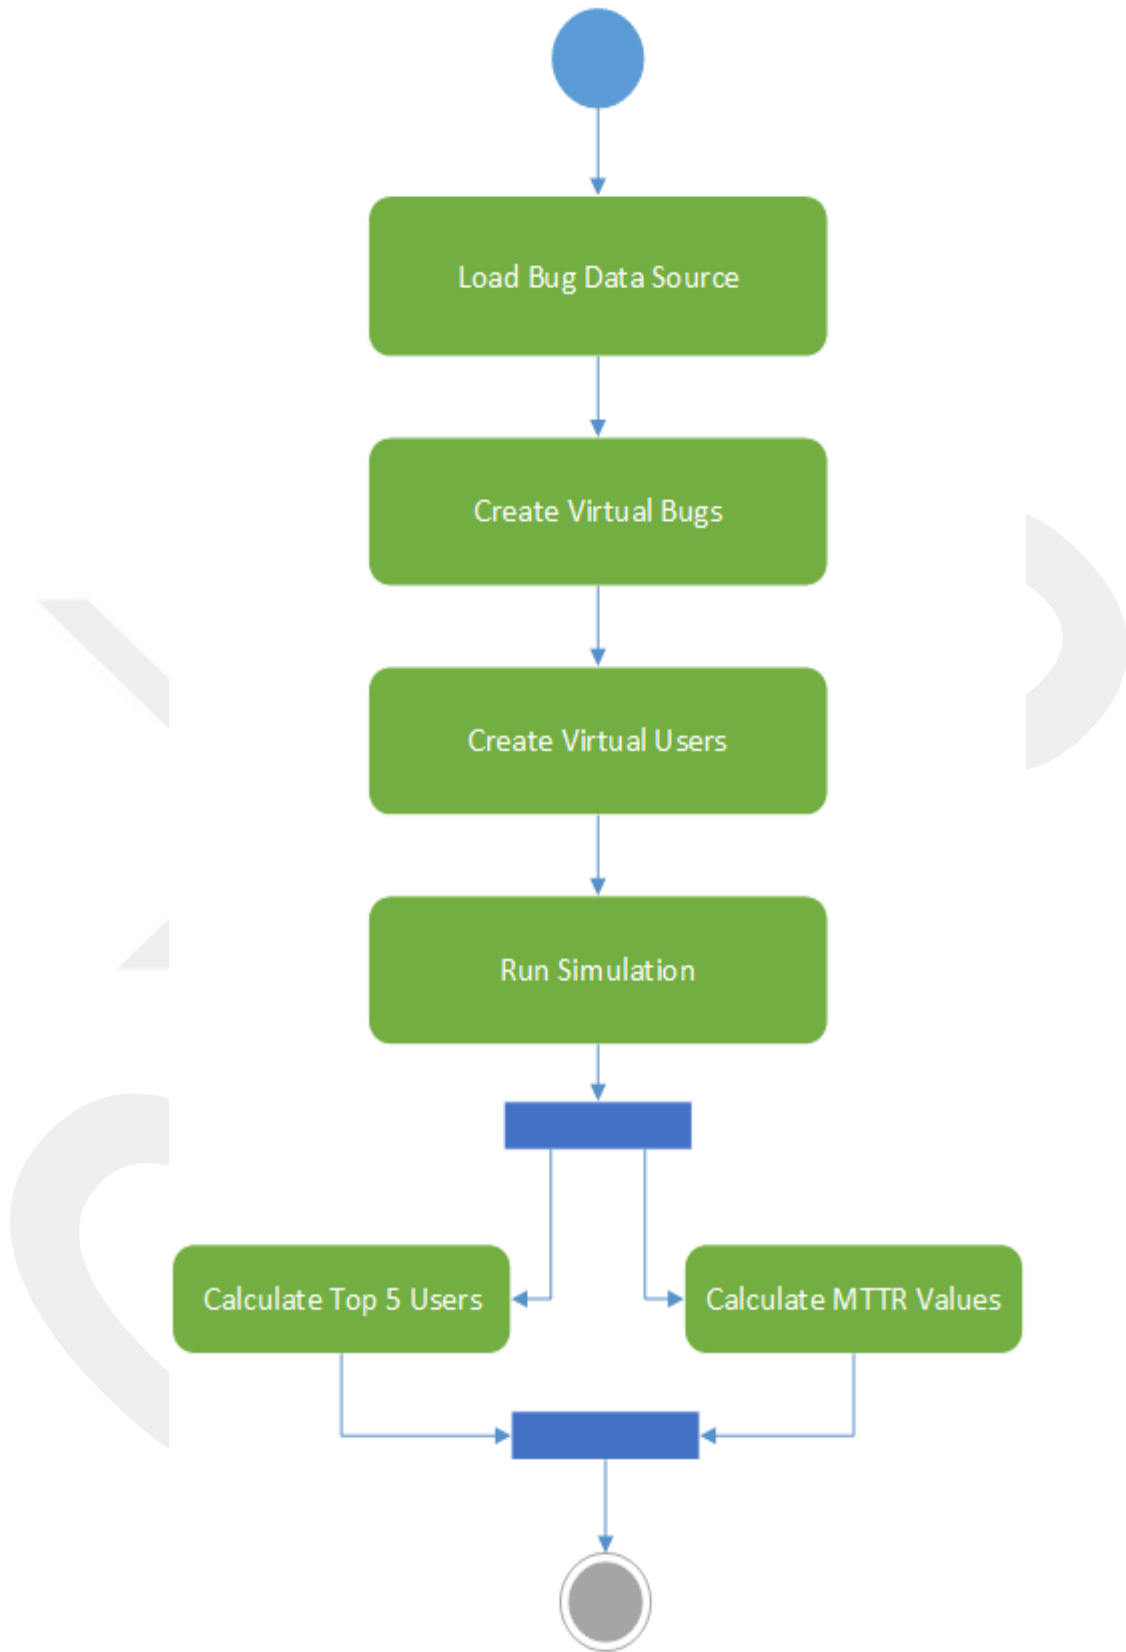 Load Bug Data Source
Create Virtual Bugs
Create Virtual Users
Run Simulation
Calculate Top 5 Users
Calculate MTTR Values